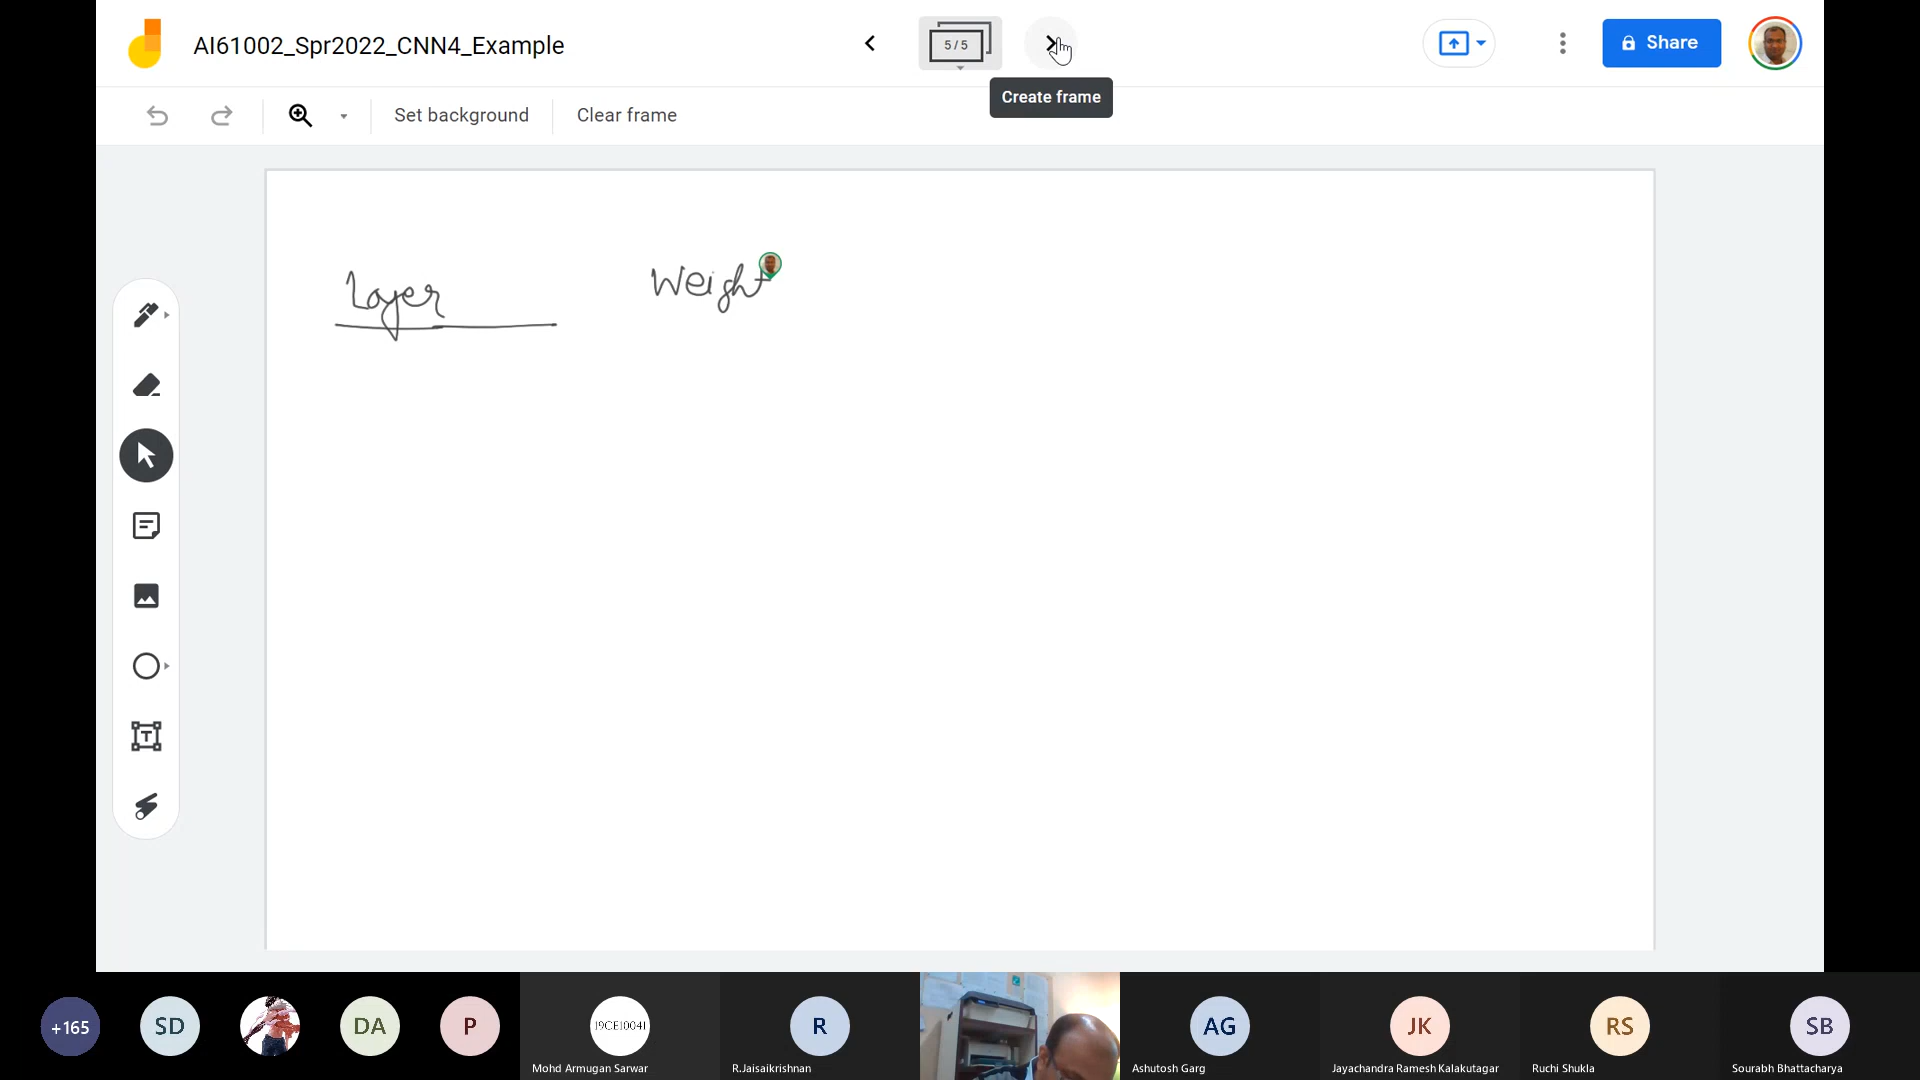 AI61002_Spr2022_CNN4_Example
5 / 5
Share
Create frame
Set background
Clear frame
Layer
Weight
+165
SD
DA
P
19CE10041
R
AG
JK
RS
SB
Mohd Armugan Sarwar
R.Jaisaikrishnan
Ashutosh Garg
Jayachandra Ramesh Kalakutagar
Ruchi Shukla
Sourabh Bhattacharya